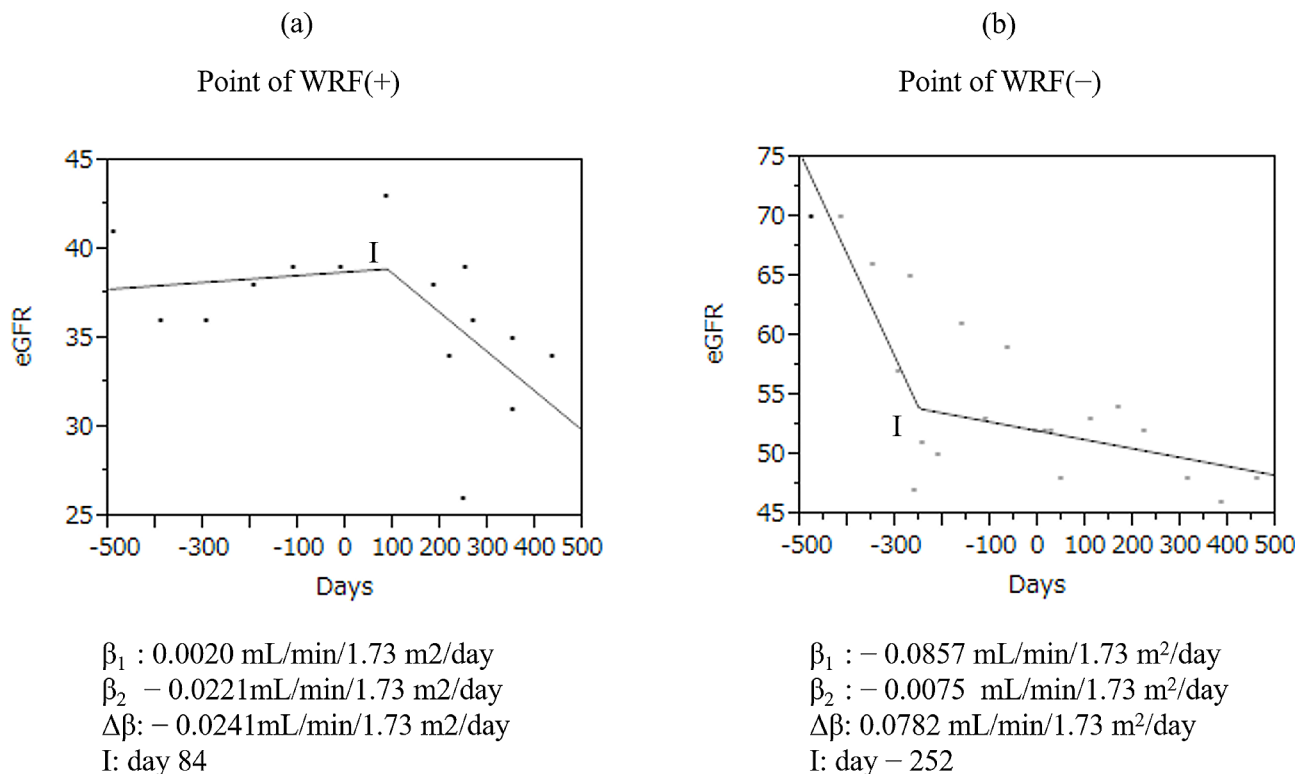 (a)
Point of WRF(+)
45
40
35
30
25
eGFR
I
-500 -300 -100 0 100 200 300 400 500
Days
β₁ : 0.0020 mL/min/1.73 m2/day
β₂ − 0.0221mL/min/1.73 m2/day
Δβ: − 0.0241mL/min/1.73 m2/day
I: day 84
(b)
Point of WRF(−)
75
70
65
60
55
50
45
eGFR
I
-500 -300 -100 0 100 200 300 400 500
Days
β₁ : − 0.0857 mL/min/1.73 m²/day
β₂ : − 0.0075 mL/min/1.73 m²/day
Δβ: 0.0782 mL/min/1.73 m²/day
I: day − 252